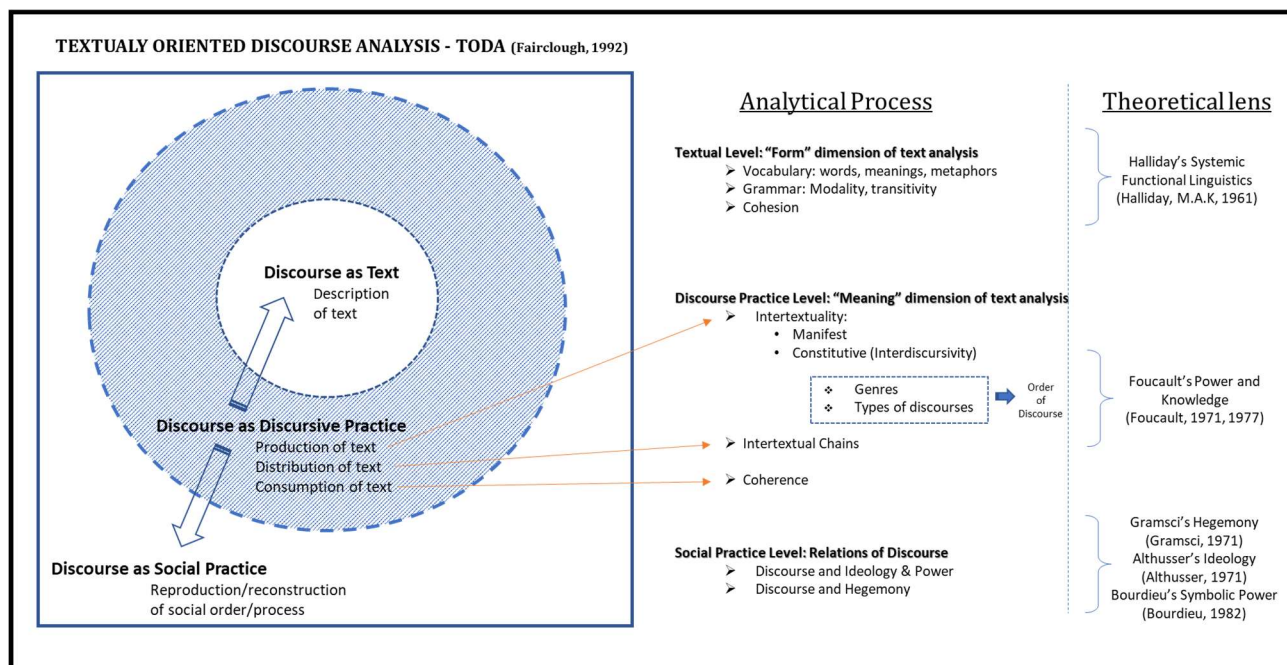 TEXTUALY ORIENTED DISCOURSE ANALYSIS - TODA (Fairclough, 1992)
Discourse as Text
Description
of text
Discourse as Discursive Practice
Production of text
Distribution of text
Consumption of text
Discourse as Social Practice
Reproduction/reconstruction
of social order/process
Analytical Process
Textual Level: “Form” dimension of text analysis
Vocabulary: words, meanings, metaphors
Grammar: Modality, transitivity
Cohesion
Discourse Practice Level: “Meaning” dimension of text analysis
Intertextuality:
Manifest
Constitutive (Interdiscursivity)
Genres
Types of discourses
Order
of
Discourse
Intertextual Chains
Coherence
Social Practice Level: Relations of Discourse
Discourse and Ideology & Power
Discourse and Hegemony
Theoretical lens
Halliday’s Systemic
Functional Linguistics
(Halliday, M.A.K, 1961)
Foucault’s Power and
Knowledge
(Foucault, 1971, 1977)
Gramsci’s Hegemony
(Gramsci, 1971)
Althusser’s Ideology
(Althusser, 1971)
Bourdieu’s Symbolic Power
(Bourdieu, 1982)